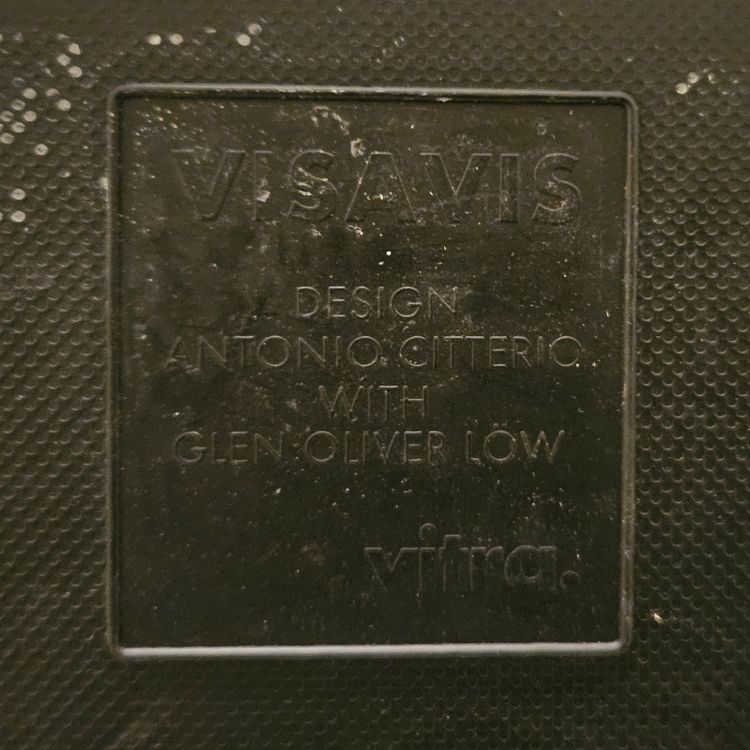 VISAVIS
DESIGN
ANTONIO CITTERIO
WITH
GLEN OLIVER LÖW
vitra.